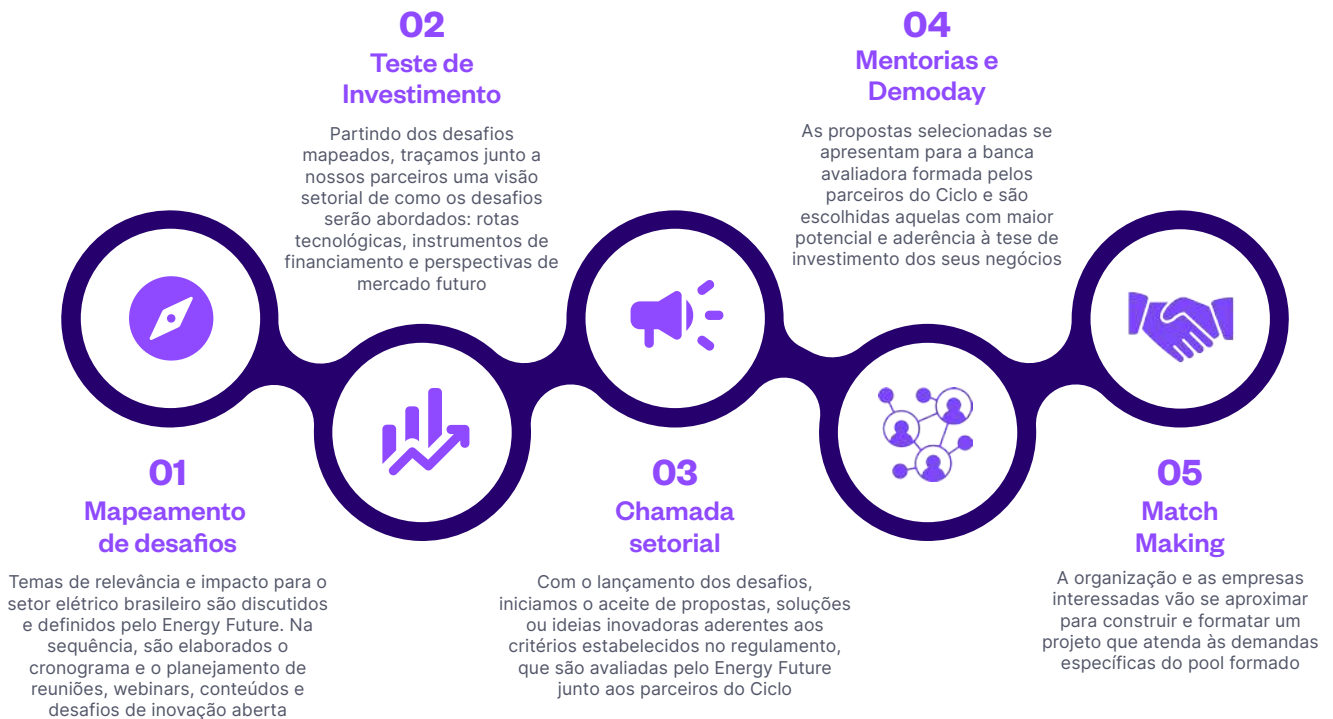 01
Mapeamento
de desafios
Temas de relevância e impacto para o
setor elétrico brasileiro são discutidos
e definidos pelo Energy Future. Na
sequência, são elaborados o
cronograma e o planejamento de
reuniões, webinars, conteúdos e
desafios de inovação aberta
02
Teste de
Investimento
Partindo dos desafios
mapeados, traçamos junto a
nossos parceiros uma visão
setorial de como os desafios
serão abordados: rotas
tecnológicas, instrumentos de
financiamento e perspectivas de
mercado futuro
03
Chamada
setorial
Com o lançamento dos desafios,
iniciamos o aceite de propostas, soluções
ou ideias inovadoras aderentes aos
critérios estabelecidos no regulamento,
que são avaliadas pelo Energy Future
junto aos parceiros do Ciclo
04
Mentorias e
Demoday
As propostas selecionadas se
apresentam para a banca
avaliadora formada pelos
parceiros do Ciclo e são
escolhidas aquelas com maior
potencial e aderência à tese de
investimento dos seus negócios
05
Match
Making
A organização e as empresas
interessadas vão se aproximar
para construir e formatar um
projeto que atenda às demandas
específicas do pool formado